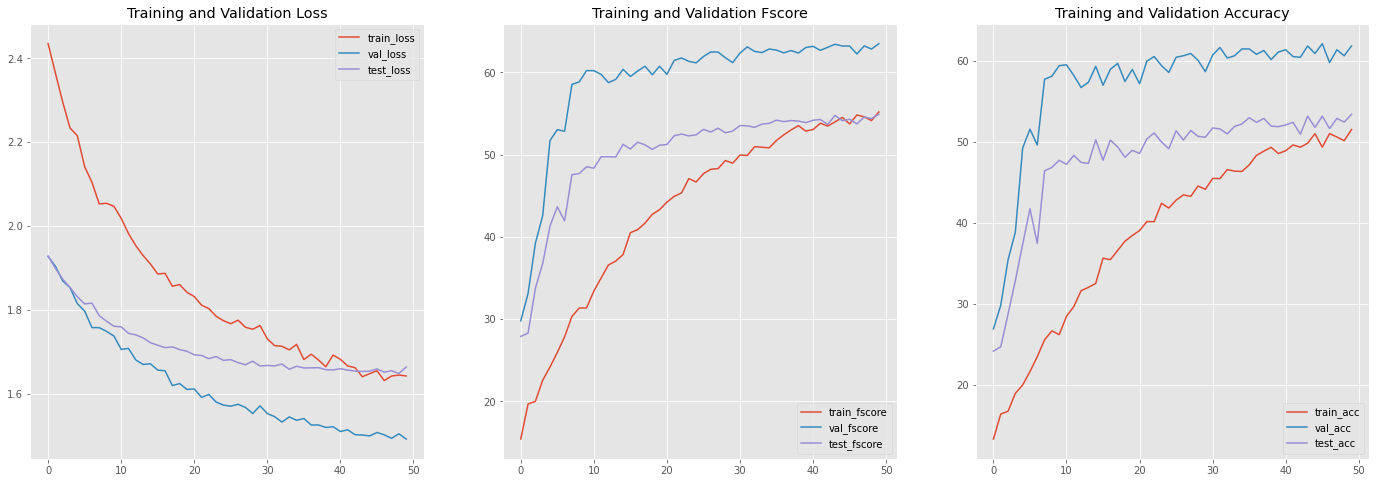 Training and Validation Loss
train_loss
val_loss
test_loss
2.4
2.2
2.0
1.8
1.6
0 10 20 30 40 50
Training and Validation Fscore
train_fscore
val_fscore
test_fscore
60
50
40
30
20
0 10 20 30 40 50
Training and Validation Accuracy
train_acc
val_acc
test_acc
60
50
40
30
20
0 10 20 30 40 50